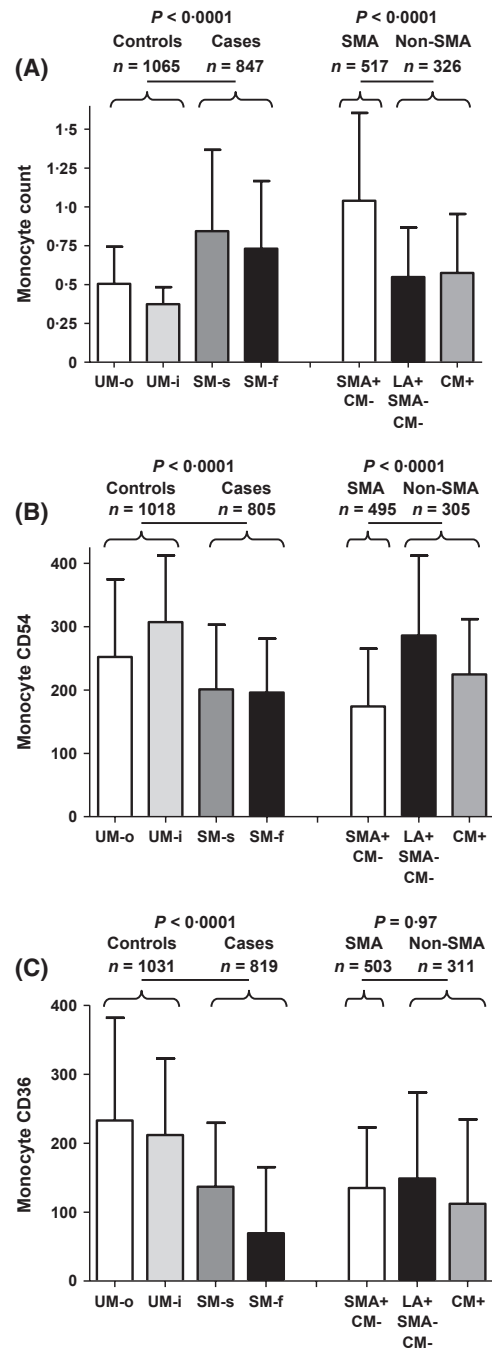 P < 0·0001 P < 0·0001
Controls Cases SMA Non-SMA
(A)
n = 1065 n = 847 n = 517 n = 326
1·5
1·25
1·0
0·75
0·5
0·25
0
Monocyte count
UM-o UM-i SM-s SM-f SMA+ LA+ CM+
CM- SMA-
CM-
P < 0·0001 P < 0·0001
Controls Cases SMA Non-SMA
(B)
n = 1018 n = 805 n = 495 n = 305
400
300
200
100
0
Monocyte CD54
UM-o UM-i SM-s SM-f SMA+ LA+ CM+
CM- SMA-
CM-
P < 0·0001 P = 0·97
Controls Cases SMA Non-SMA
(C)
n = 1031 n = 819 n = 503 n = 311
400
300
200
100
0
Monocyte CD36
UM-o UM-i SM-s SM-f SMA+ LA+ CM+
CM- SMA-
CM-